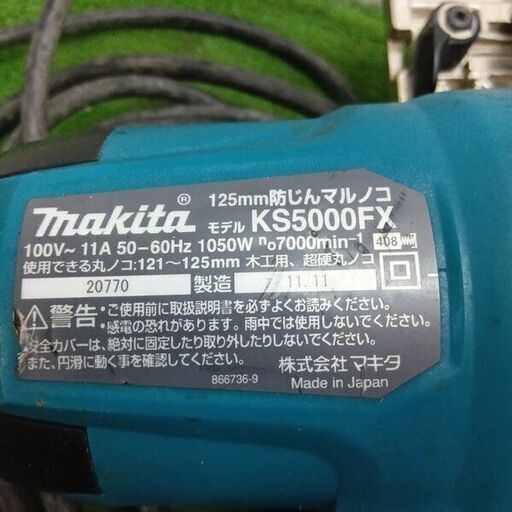 makita®
125mm防じんマルノコ
モデル KS5000FX
100V~ 11A 50-60Hz 1050W n₀7000min-1 408
使用できる丸ノコ:121~125mm 木工用、超硬丸ノコ
20770 製造 11.11
⚠警告・ご使用前に取扱説明書を必ずよくお読みください。
・感電の恐れがあります。雨中では使用しないでください。
安全カバーは、絶対に固定したり取り外したりしないでください。
また、円滑に動く事を確認してください。
866736-9
株式会社マキタ
Made in Japan